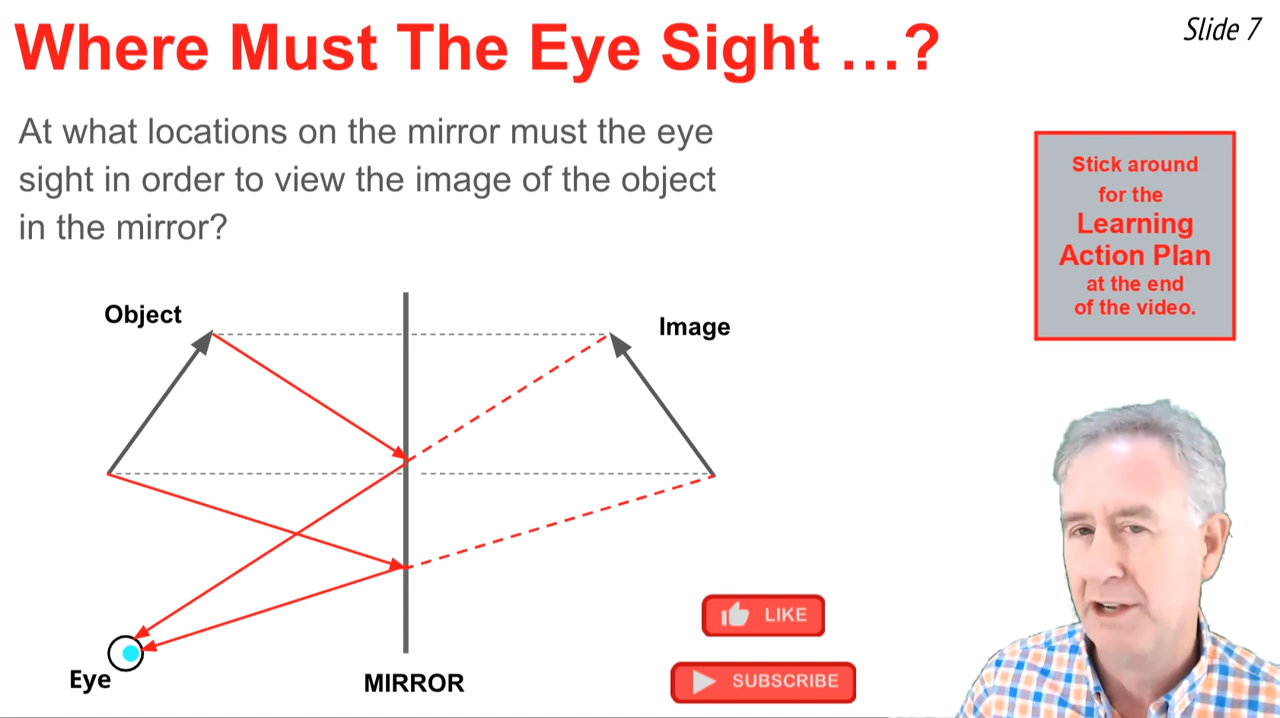 Where Must The Eye Sight …?
Slide 7
At what locations on the mirror must the eye
sight in order to view the image of the object
in the mirror?
Stick around
for the
Learning
Action Plan
at the end
of the video.
Object
Image
Eye
MIRROR
LIKE
SUBSCRIBE